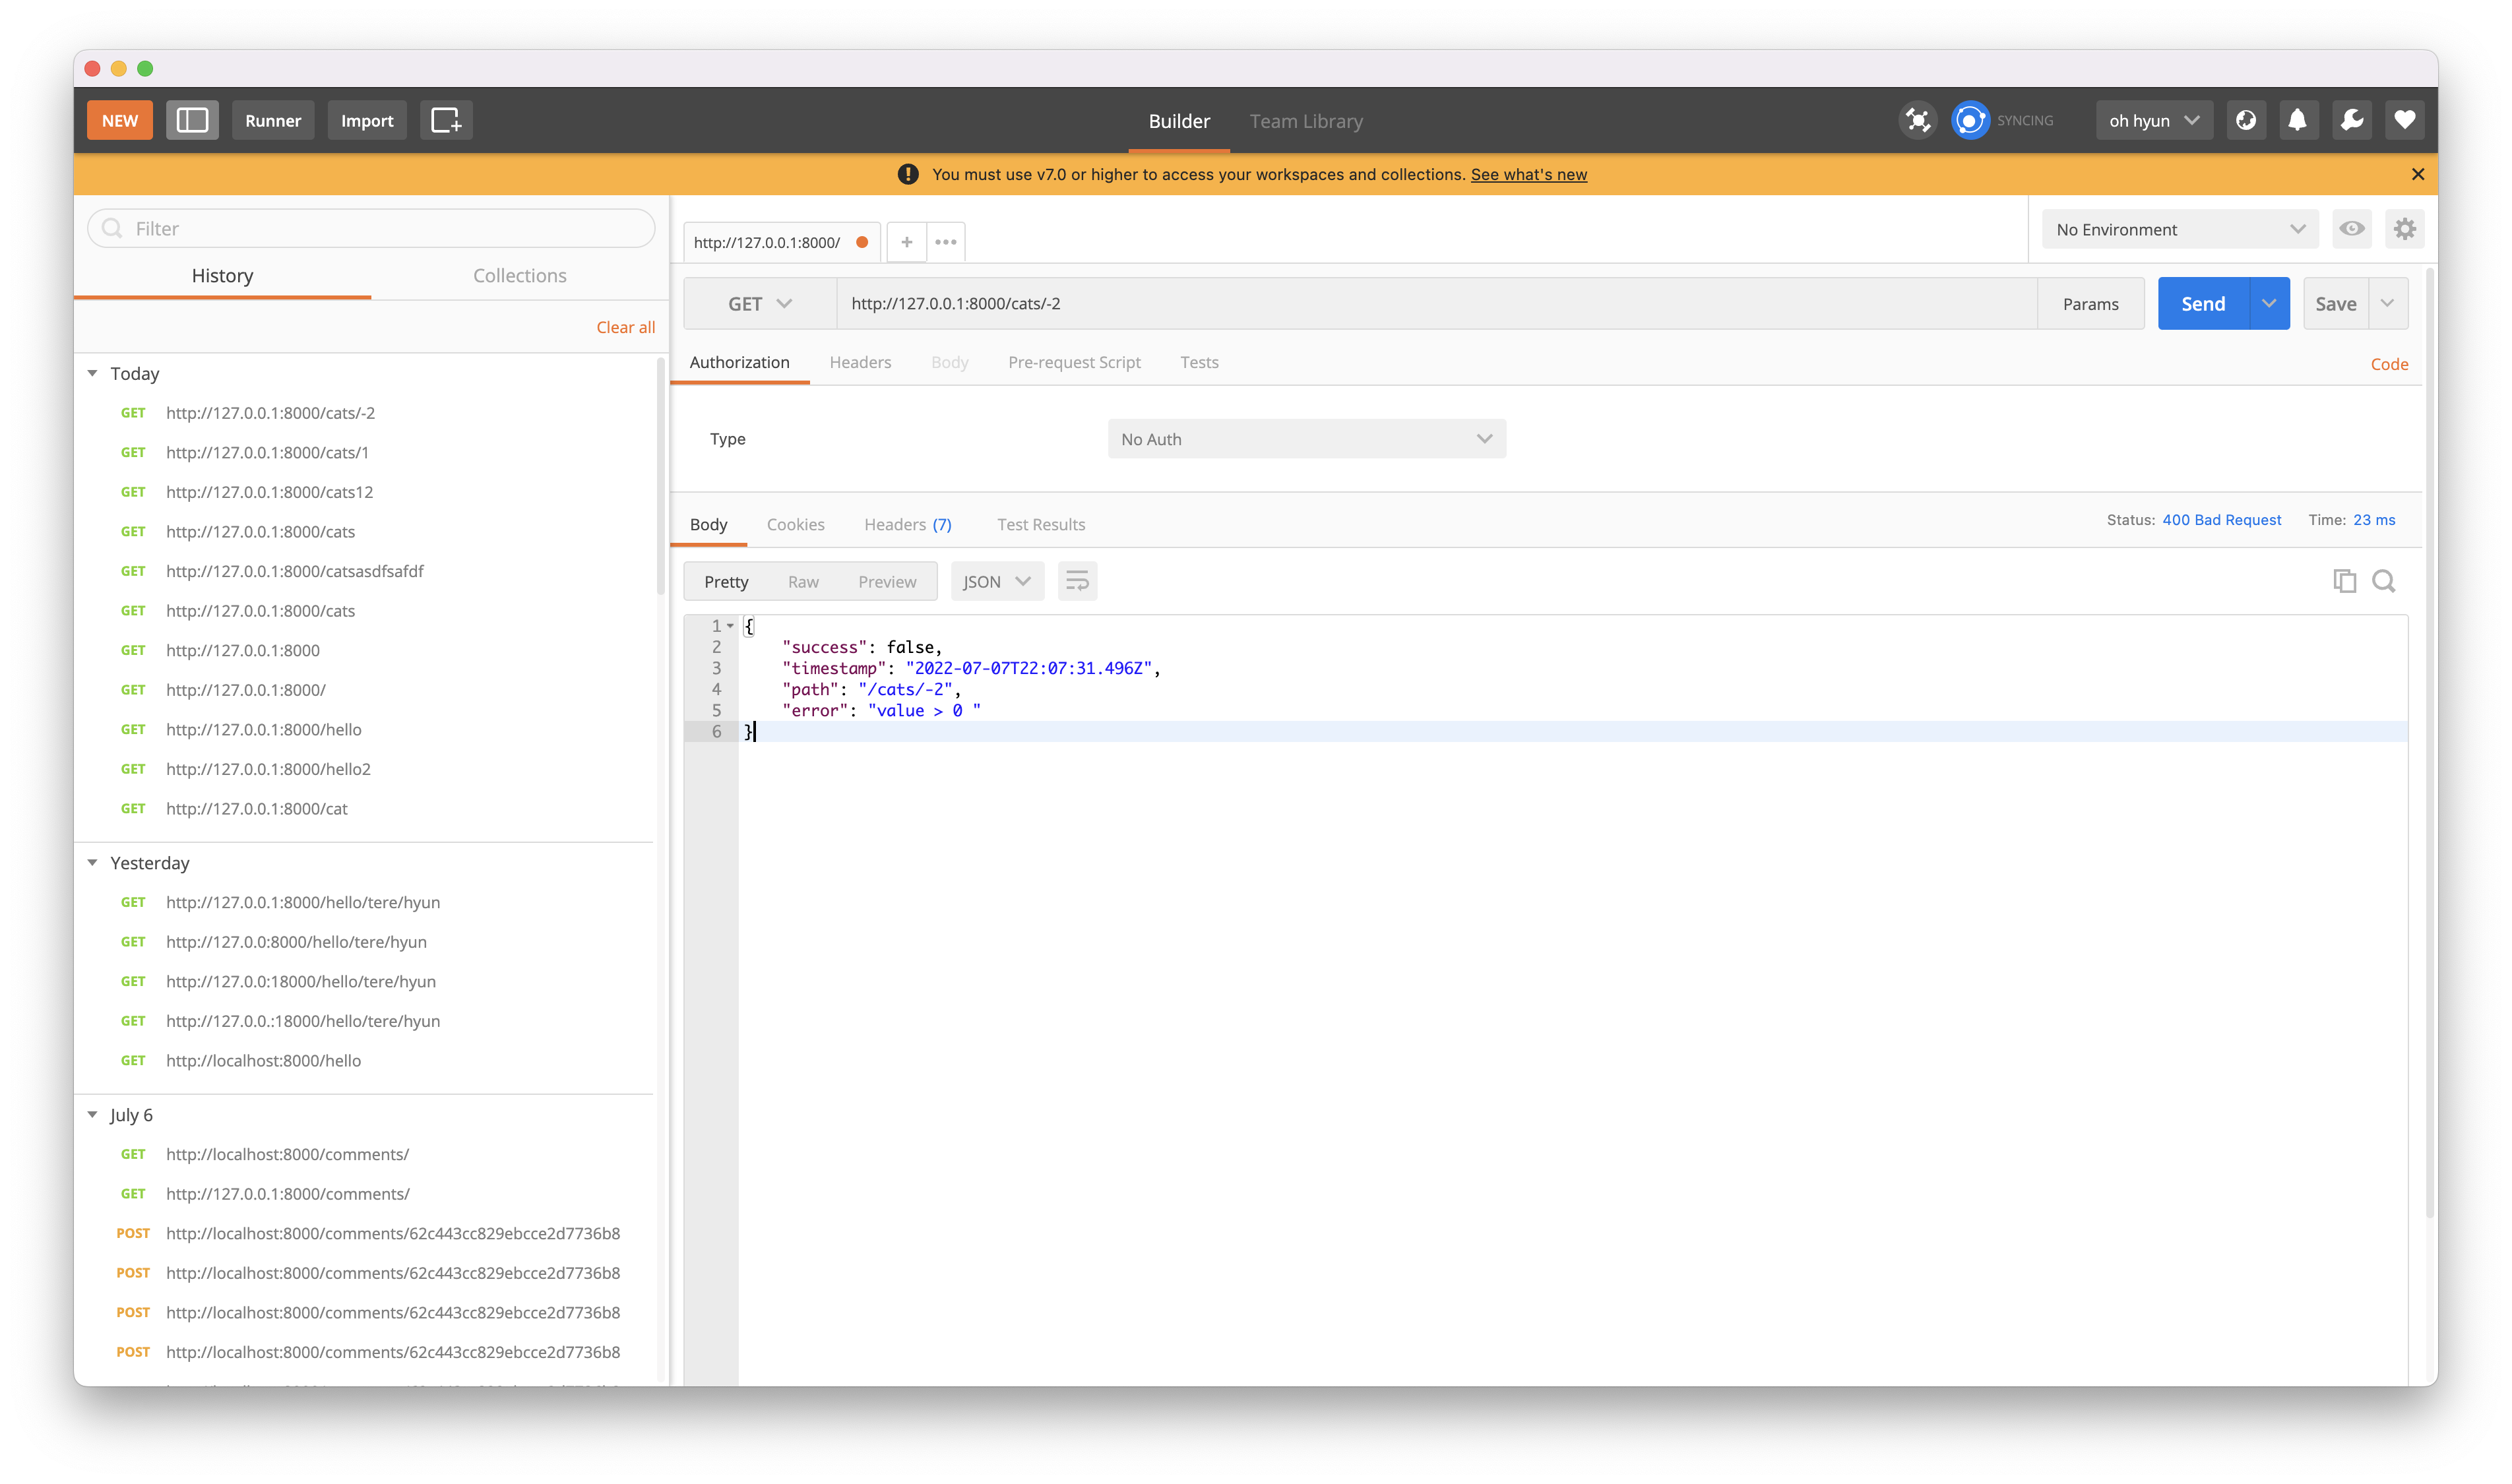 NEW Runner Import Builder Team Library SYNCING oh hyun
You must use v7.0 or higher to access your workspaces and collections. See what's new
Filter
History Collections
Clear all
Today
GET http://127.0.0.1:8000/cats/-2
GET http://127.0.0.1:8000/cats/1
GET http://127.0.0.1:8000/cats12
GET http://127.0.0.1:8000/cats
GET http://127.0.0.1:8000/catsasdfsafdf
GET http://127.0.0.1:8000/cats
GET http://127.0.0.1:8000
GET http://127.0.0.1:8000/
GET http://127.0.0.1:8000/hello
GET http://127.0.0.1:8000/hello2
GET http://127.0.0.1:8000/cat
Yesterday
GET http://127.0.0.1:8000/hello/tere/hyun
GET http://127.0.0:8000/hello/tere/hyun
GET http://127.0.0:18000/hello/tere/hyun
GET http://127.0.0.:18000/hello/tere/hyun
GET http://localhost:8000/hello
July 6
GET http://localhost:8000/comments/
GET http://127.0.0.1:8000/comments/
POST http://localhost:8000/comments/62c443cc829ebcce2d7736b8
POST http://localhost:8000/comments/62c443cc829ebcce2d7736b8
POST http://localhost:8000/comments/62c443cc829ebcce2d7736b8
POST http://localhost:8000/comments/62c443cc829ebcce2d7736b8
http://127.0.0.1:8000/ No Environment
GET http://127.0.0.1:8000/cats/-2 Params Send Save
Authorization Headers Body Pre-request Script Tests Code
Type No Auth
Body Cookies Headers (7) Test Results Status: 400 Bad Request Time: 23 ms
Pretty Raw Preview JSON
1 {
2 "success": false,
3 "timestamp": "2022-07-07T22:07:31.496Z",
4 "path": "/cats/-2",
5 "error": "value > 0 "
6 }